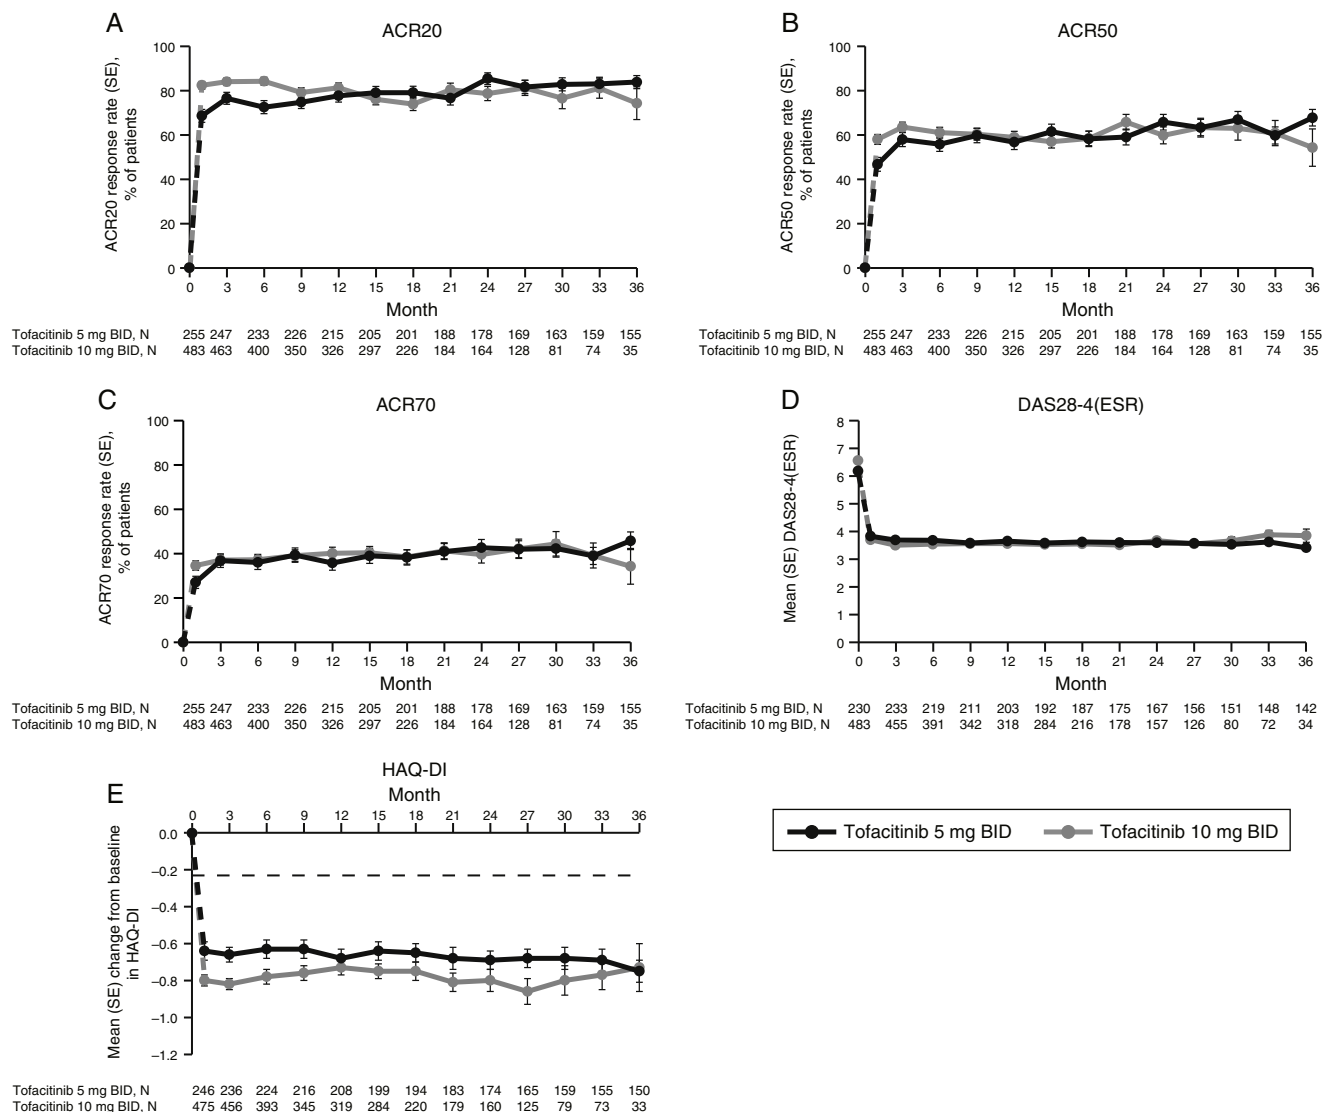 A
ACR20
ACR20 response rate (SE),
% of patients
100
80
60
40
20
0
0 3 6 9 12 15 18 21 24 27 30 33 36
Month
Tofacitinib 5 mg BID, N 255 247 233 226 215 205 201 188 178 169 163 159 155
Tofacitinib 10 mg BID, N 483 463 400 350 326 297 226 184 164 128 81 74 35
B
ACR50
ACR50 response rate (SE),
% of patients
100
80
60
40
20
0
0 3 6 9 12 15 18 21 24 27 30 33 36
Month
Tofacitinib 5 mg BID, N 255 247 233 226 215 205 201 188 178 169 163 159 155
Tofacitinib 10 mg BID, N 483 463 400 350 326 297 226 184 164 128 81 74 35
C
ACR70
ACR70 response rate (SE),
% of patients
100
80
60
40
20
0
0 3 6 9 12 15 18 21 24 27 30 33 36
Month
Tofacitinib 5 mg BID, N 255 247 233 226 215 205 201 188 178 169 163 159 155
Tofacitinib 10 mg BID, N 483 463 400 350 326 297 226 184 164 128 81 74 35
D
DAS28-4(ESR)
Mean (SE) DAS28-4(ESR)
8
7
6
5
4
3
2
1
0
0 3 6 9 12 15 18 21 24 27 30 33 36
Month
Tofacitinib 5 mg BID, N 230 233 219 211 203 192 187 175 167 156 151 148 142
Tofacitinib 10 mg BID, N 483 455 391 342 318 284 216 178 157 126 80 72 34
E
HAQ-DI
Month
0 3 6 9 12 15 18 21 24 27 30 33 36
Mean (SE) change from baseline
in HAQ-DI
0.0
−0.2
−0.4
−0.6
−0.8
−1.0
−1.2
Tofacitinib 5 mg BID, N 246 236 224 216 208 199 194 183 174 165 159 155 150
Tofacitinib 10 mg BID, N 475 456 393 345 319 284 220 179 160 125 79 73 33
Tofacitinib 5 mg BID
Tofacitinib 10 mg BID